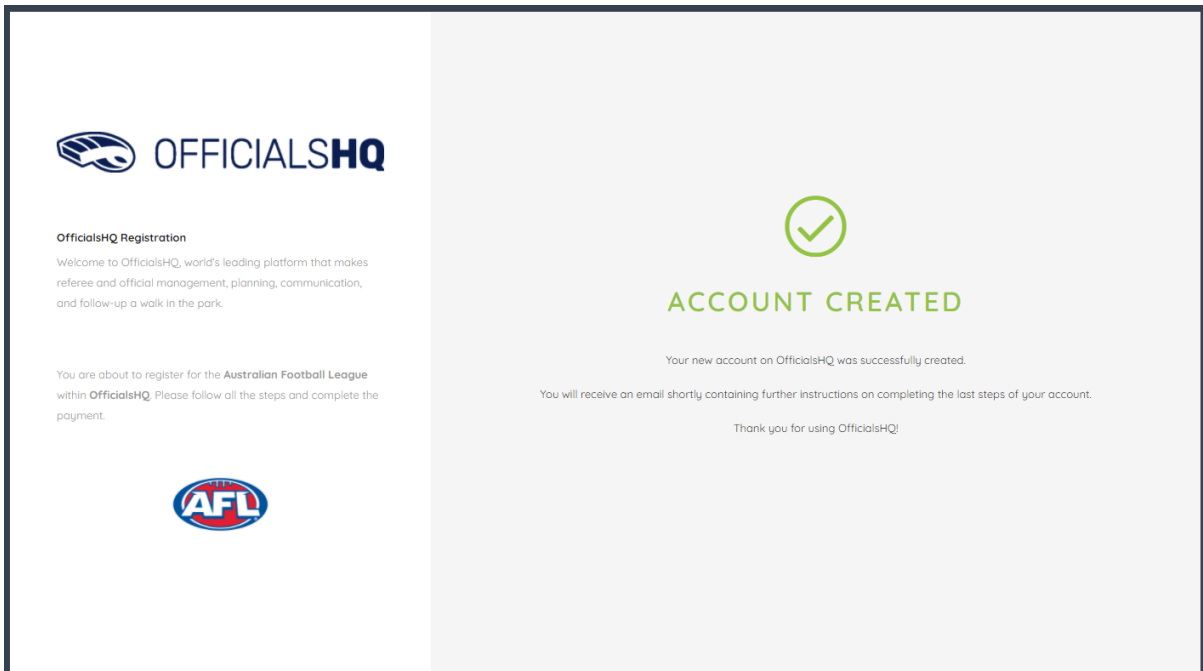 OFFICIALSHQ
OfficialsHQ Registration
Welcome to OfficialsHQ, world's leading platform that makes
referee and official management, planning, communication,
and follow-up a walk in the park.
You are about to register for the Australian Football League
within OfficialsHQ. Please follow all the steps and complete the
payment.
AFL
ACCOUNT CREATED
Your new account on OfficialsHQ was successfully created.
You will receive an email shortly containing further instructions on completing the last steps of your account.
Thank you for using OfficialsHQ!